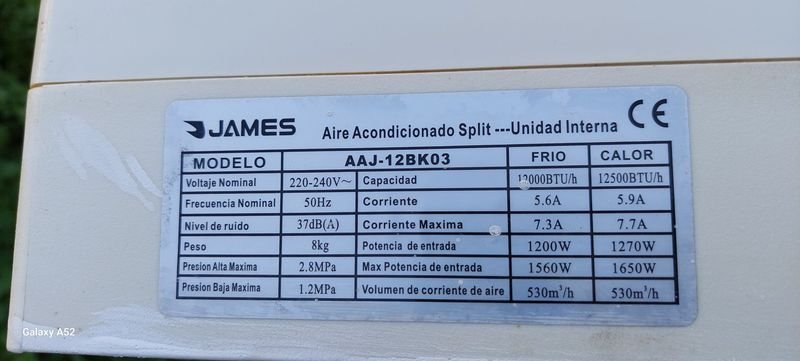 JAMES Aire Acondicionado Split ---Unidad Interna CE
MODELO AAJ-12BK03 FRIO CALOR
Voltaje Nominal 220-240V~ Capacidad 12000BTU/h 12500BTU/h
Frecuencia Nominal 50Hz Corriente 5.6A 5.9A
Nivel de ruido 37dB(A) Corriente Maxima 7.3A 7.7A
Peso 8kg Potencia de entrada 1200W 1270W
Presion Alta Maxima 2.8MPa Max Potencia de entrada 1560W 1650W
Presion Baja Maxima 1.2MPa Volumen de corriente de aire 530m³/h 530m³/h
Galaxy A52